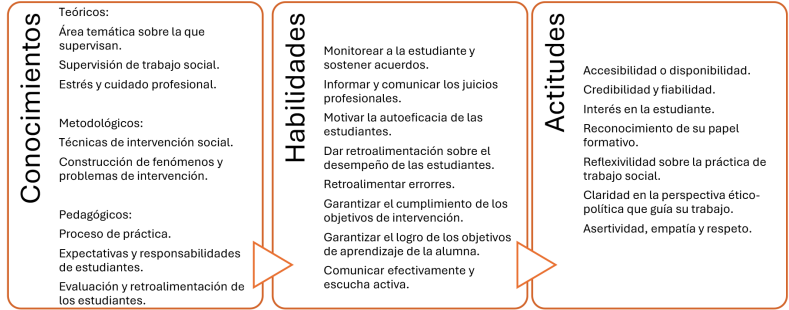 Conocimientos
Teóricos:
Área temática sobre la que
supervisan.
Supervisión de trabajo social.
Estrés y cuidado profesional.
Metodológicos:
Técnicas de intervención social.
Construcción de fenómenos y
problemas de intervención.
Pedagógicos:
Proceso de práctica.
Expectativas y responsabilidades
de estudiantes.
Evaluación y retroalimentación de
los estudiantes.
Habilidades
Monitorear a la estudiante y
sostener acuerdos.
Informar y comunicar los juicios
profesionales.
Motivar la autoeficacia de las
estudiantes.
Dar retroalimentación sobre el
desempeño de las estudiantes.
Retroalimentar errorres.
Garantizar el cumplimiento de los
objetivos de intervención.
Garantizar el logro de los objetivos
de aprendizaje de la alumna.
Comunicar efectivamente y
escucha activa.
Actitudes
Accesibilidad o disponibilidad.
Credibilidad y fiabilidad.
Interés en la estudiante.
Reconocimiento de su papel
formativo.
Reflexivilidad sobre la práctica de
trabajo social.
Claridad en la perspectiva ético-
política que guía su trabajo.
Asertividad, empatía y respeto.